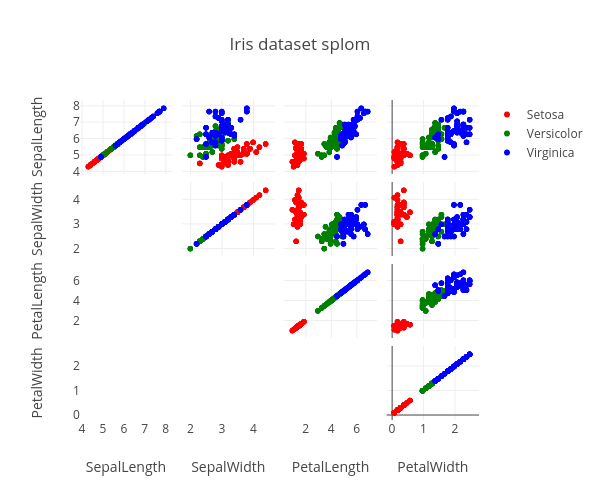 Iris dataset splom
Setosa
Versicolor
Virginica
SepalLength
8
7
6
5
4
SepalWidth
4
3
2
PetalLength
6
4
2
PetalWidth
2
1
0
4 5 6 7 8 2 3 4 2 4 6 0 1 2
SepalLength SepalWidth PetalLength PetalWidth